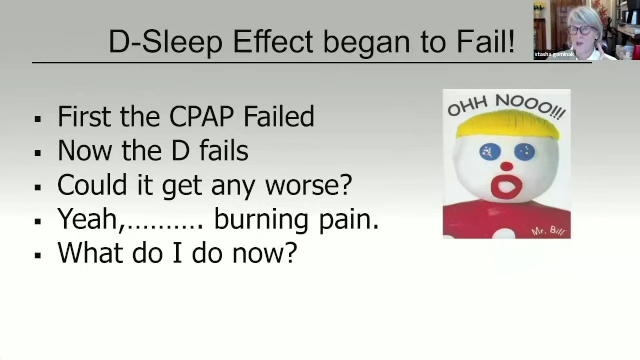 D-Sleep Effect began to Fail!
▪ First the CPAP Failed
▪ Now the D fails
▪ Could it get any worse?
▪ Yeah,………. burning pain.
▪ What do I do now?
OHH NOOO!!!
Mr. Bill